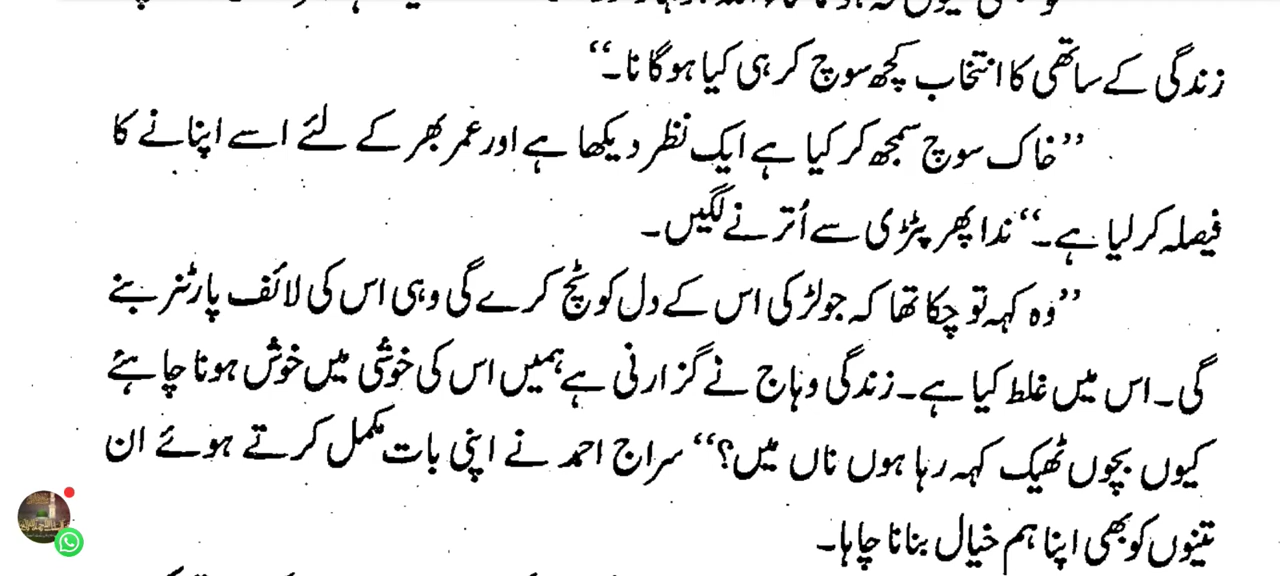 زندگی کے ساتھی کا انتخاب کچھ سوچ کر ہی کیا ہوگا نا۔“
”خاک سوچ سمجھ کر کیا ہے ایک نظر دیکھا ہے اور عمر بھر کے لئے اسے اپنانے کا
فیصلہ کرلیا ہے۔“ ندا پھر پٹڑی سے اُترنے لگیں۔
”وہ کہہ تو چکا تھا کہ جو لڑکی اس کے دل کو ٹچ کرے گی وہی اس کی لائف پارٹنر بنے
گی۔ اس میں غلط کیا ہے۔ زندگی وہاج نے گزارنی ہے ہمیں اس کی خوشی میں خوش ہونا چاہئے
کیوں بچوں ٹھیک کہہ رہا ہوں ناں میں؟“ سراج احمد نے اپنی بات مکمل کرتے ہوئے ان
تینوں کو بھی اپنا ہم خیال بنانا چاہا۔